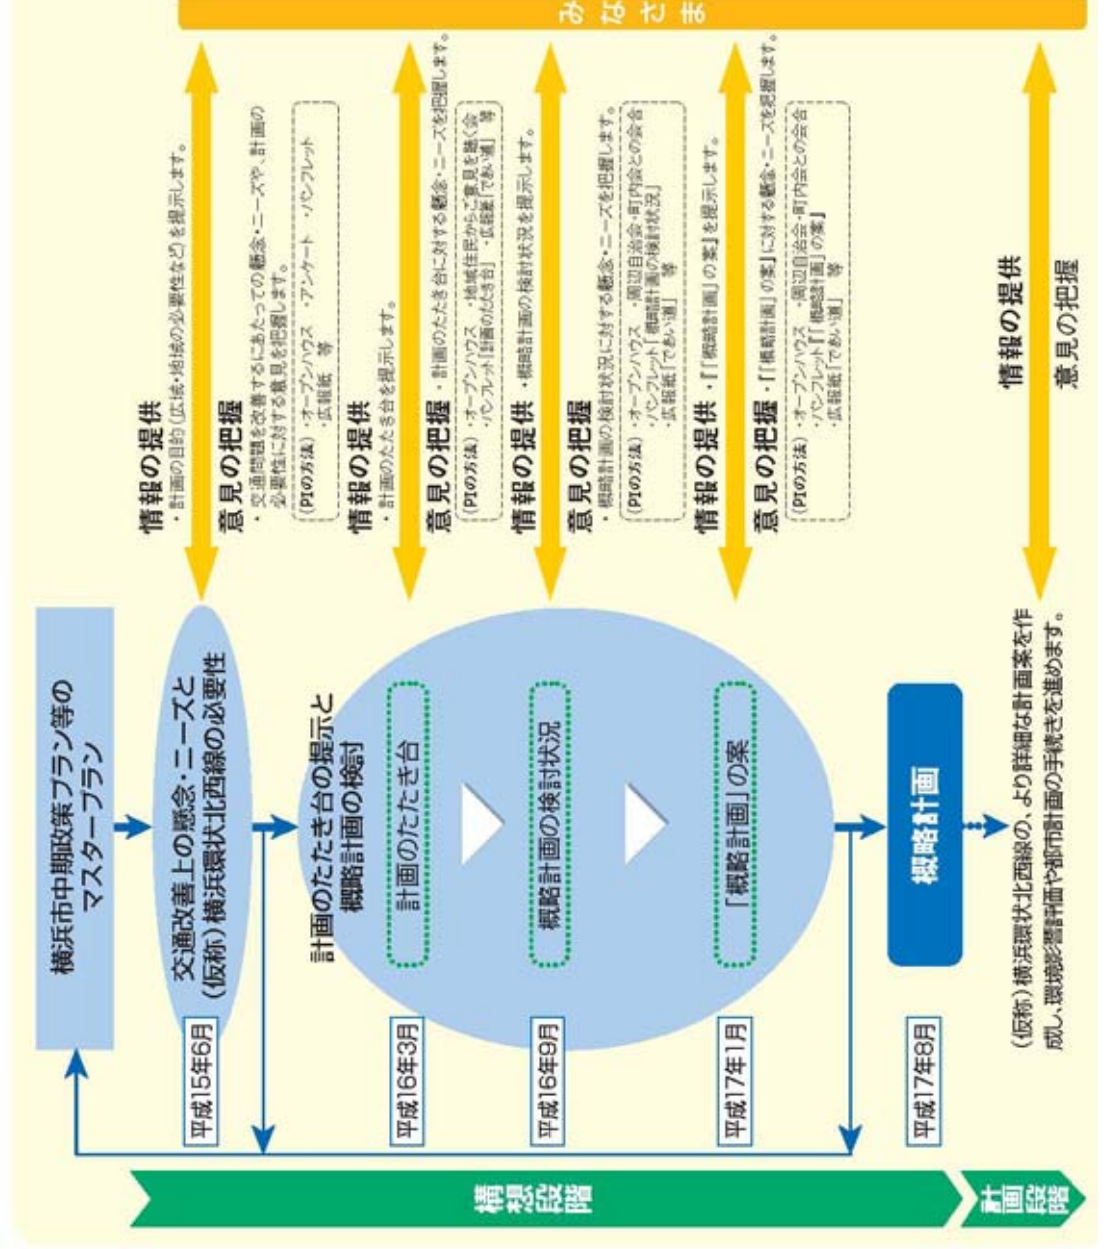 横浜市中期政策プラン等の
マスタープラン
平成15年6月
交通改善上の懸念・ニーズと
(仮称)横浜環状北西線の必要性
情報の提供
・計画の目的(広域・地域の必要性など)を提示します。
意見の把握
・交通問題を改善するにあたっての懸念・ニーズや、計画の
必要性に対する意見を把握します。
(PIの方法)・オープンハウス ・アンケート ・パンフレット
・広報紙 等
計画のたたき台の提示と
概略計画の検討
平成16年3月
計画のたたき台
情報の提供
・計画のたたき台を提示します。
意見の把握・計画のたたき台に対する懸念・ニーズを把握します。
(PIの方法)・オープンハウス ・地域住民からご意見を聴く会
・パンフレット「計画のたたき台」 ・広報紙「であい道」 等
平成16年9月
概略計画の検討状況
情報の提供・概略計画の検討状況を提示します。
意見の把握
・概略計画の検討状況に対する懸念・ニーズを把握します。
(PIの方法)・オープンハウス ・周辺自治会・町内会との会合
・パンフレット「概略計画の検討状況」
・広報紙「であい道」 等
平成17年1月
「概略計画」の案
情報の提供・『「概略計画」の案』を提示します。
意見の把握・『「概略計画」の案』に対する懸念・ニーズを把握します。
(PIの方法)・オープンハウス ・周辺自治会・町内会との会合
・パンフレット『「概略計画」の案』
・広報紙「であい道」 等
平成17年8月
概略計画
(仮称)横浜環状北西線の、より詳細な計画案を作
成し、環境影響評価や都市計画の手続きを進めます。
情報の提供
意見の把握
構想段階
計画段階
みなさま